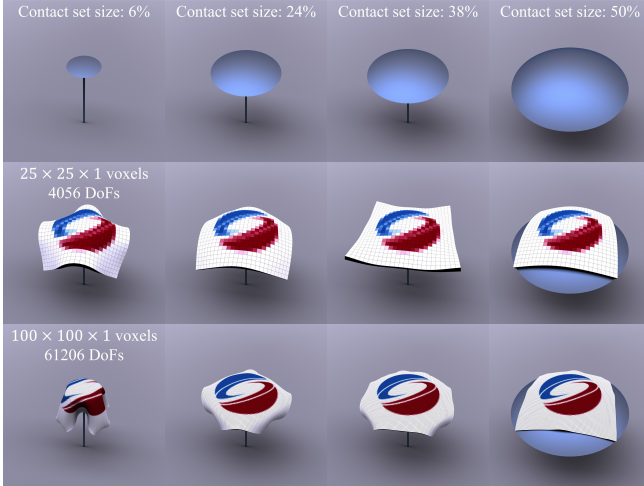 Contact set size: 6%
Contact set size: 24%
Contact set size: 38%
Contact set size: 50%
25 × 25 × 1 voxels
4056 DoFs
100 × 100 × 1 voxels
61206 DoFs